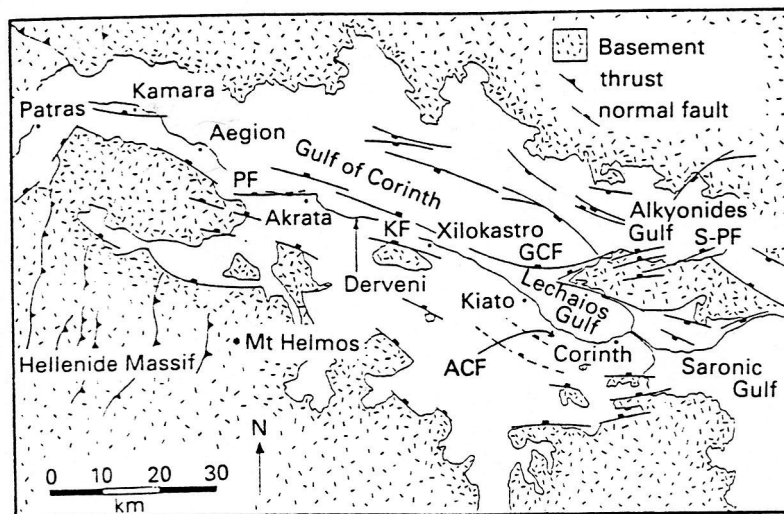 Basement
thrust
normal fault
Kamara
Patras
Aegion
Gulf of Corinth
PF
Akrata
Alkyonides
Gulf
KF
Xilokastro
S-PF
GCF
Derveni
Lechaios
Gulf
Kiato
Mt Helmos
Hellenide Massif
ACF
Corinth
Saronic
Gulf
N
0 10 20 30
km